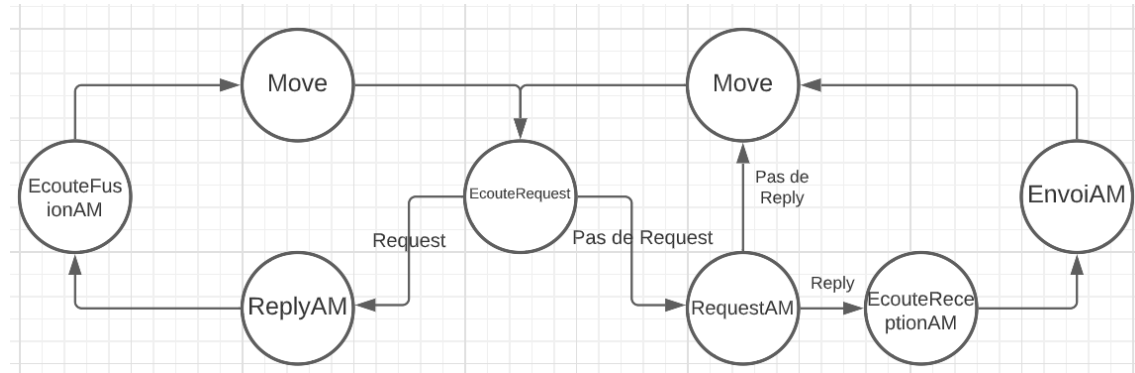 Move
Move
EcouteFus
ionAM
EcouteRequest
Pas de
Reply
EnvoiAM
Request
Pas de Request
ReplyAM
RequestAM
Reply
EcouteRece
ptionAM